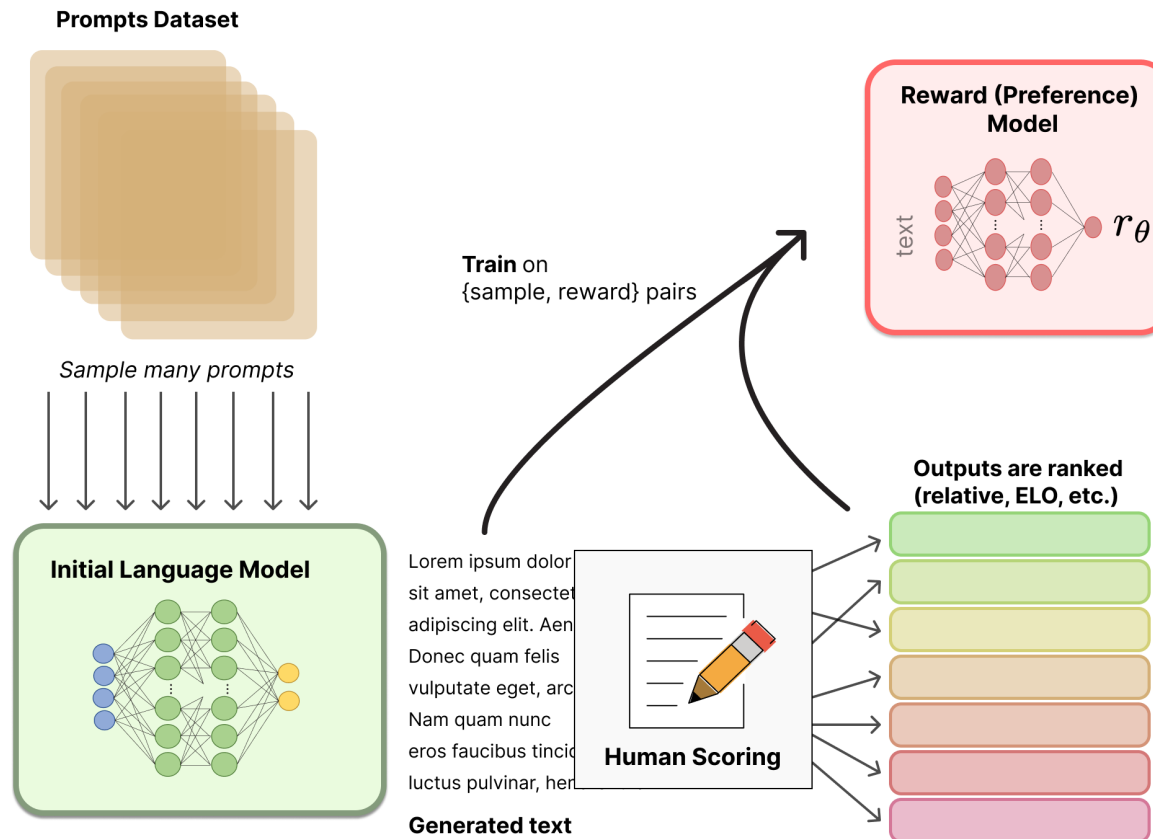 Prompts Dataset
Reward (Preference)
Model
text
r_θ
Train on
{sample, reward} pairs
Sample many prompts
Outputs are ranked
(relative, ELO, etc.)
Initial Language Model
Lorem ipsum dolor
sit amet, consectet
adipiscing elit. Aen
Donec quam felis
vulputate eget, arc
Nam quam nunc
eros faucibus tincid
luctus pulvinar, hen
Human Scoring
Generated text